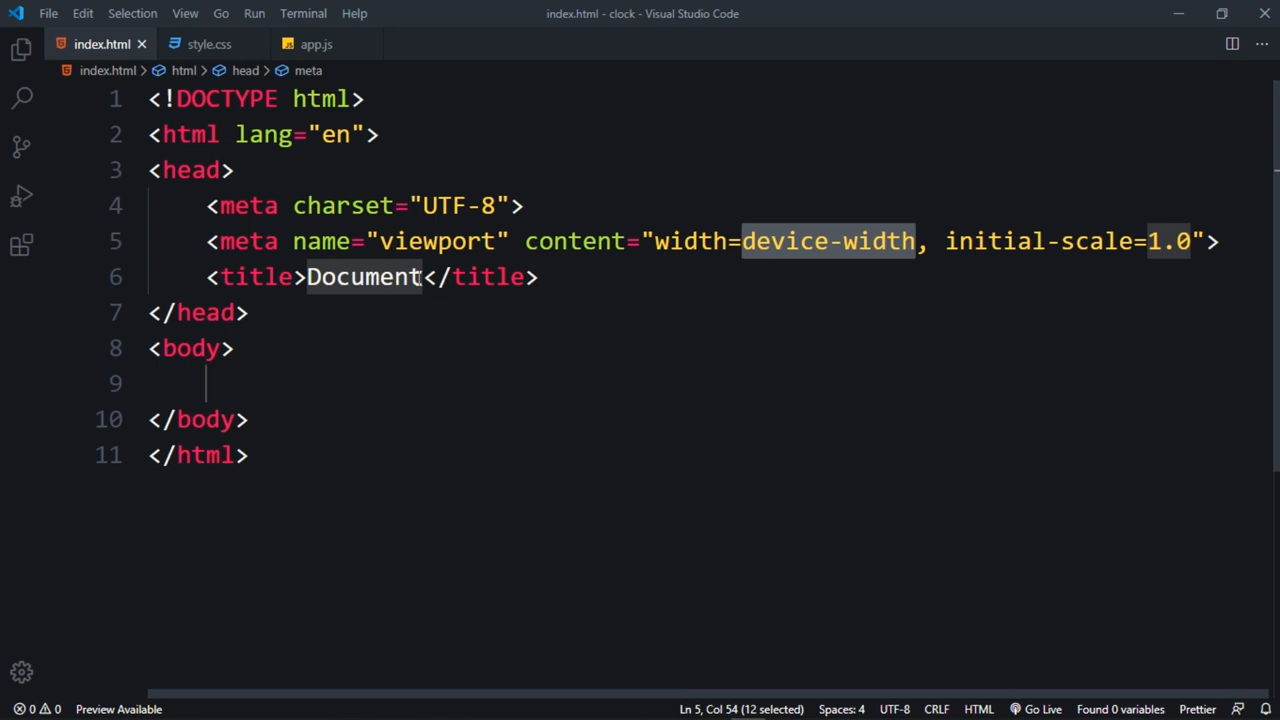 File Edit Selection View Go Run Terminal Help index.html - clock - Visual Studio Code
index.html style.css JS app.js
index.html > html > head > meta
1 <!DOCTYPE html>
2 <html lang="en">
3 <head>
4 <meta charset="UTF-8">
5 <meta name="viewport" content="width=device-width, initial-scale=1.0">
6 <title>Document</title>
7 </head>
8 <body>
9
10 </body>
11 </html>
0 0 Preview Available Ln 5, Col 54 (12 selected) Spaces: 4 UTF-8 CRLF HTML Go Live Found 0 variables Prettier